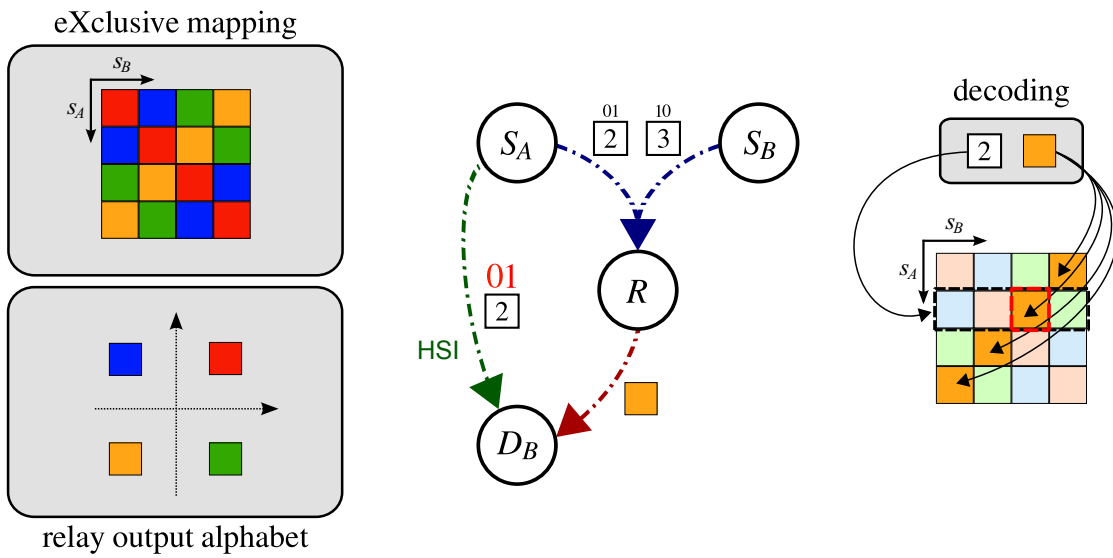 eXclusive mapping
s_B
s_A
relay output alphabet
S_A
01
2
10
3
S_B
R
01
2
HSI
D_B
decoding
2
s_B
s_A